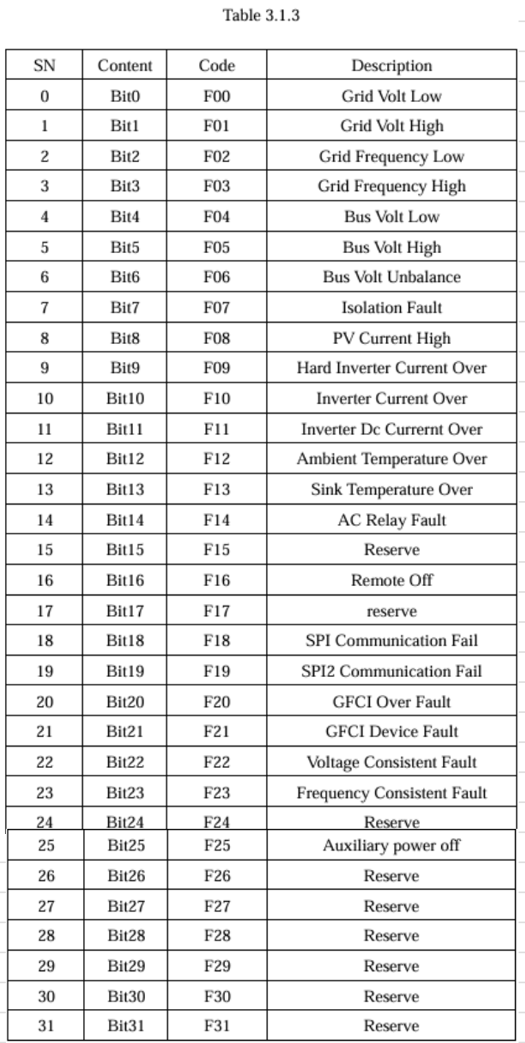 Table 3.1.3
SN Content Code Description
0 Bit0 F00 Grid Volt Low
1 Bit1 F01 Grid Volt High
2 Bit2 F02 Grid Frequency Low
3 Bit3 F03 Grid Frequency High
4 Bit4 F04 Bus Volt Low
5 Bit5 F05 Bus Volt High
6 Bit6 F06 Bus Volt Unbalance
7 Bit7 F07 Isolation Fault
8 Bit8 F08 PV Current High
9 Bit9 F09 Hard Inverter Current Over
10 Bit10 F10 Inverter Current Over
11 Bit11 F11 Inverter Dc Currernt Over
12 Bit12 F12 Ambient Temperature Over
13 Bit13 F13 Sink Temperature Over
14 Bit14 F14 AC Relay Fault
15 Bit15 F15 Reserve
16 Bit16 F16 Remote Off
17 Bit17 F17 reserve
18 Bit18 F18 SPI Communication Fail
19 Bit19 F19 SPI2 Communication Fail
20 Bit20 F20 GFCI Over Fault
21 Bit21 F21 GFCI Device Fault
22 Bit22 F22 Voltage Consistent Fault
23 Bit23 F23 Frequency Consistent Fault
24 Bit24 F24 Reserve
25 Bit25 F25 Auxiliary power off
26 Bit26 F26 Reserve
27 Bit27 F27 Reserve
28 Bit28 F28 Reserve
29 Bit29 F29 Reserve
30 Bit30 F30 Reserve
31 Bit31 F31 Reserve